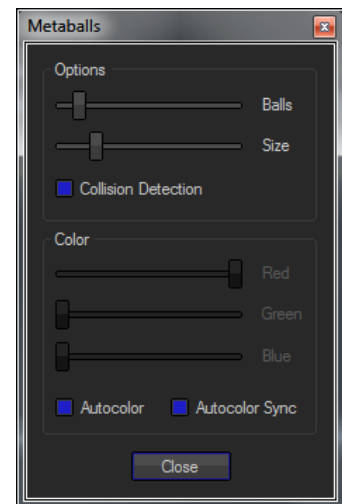 Metaballs
Options
Balls
Size
Collision Detection
Color
Red
Green
Blue
Autocolor Autocolor Sync
Close